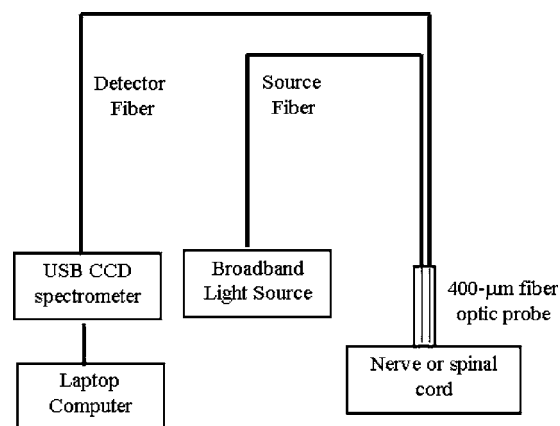 Detector
Fiber
Source
Fiber
USB CCD
spectrometer
Broadband
Light Source
400-μm fiber
optic probe
Laptop
Computer
Nerve or spinal
cord